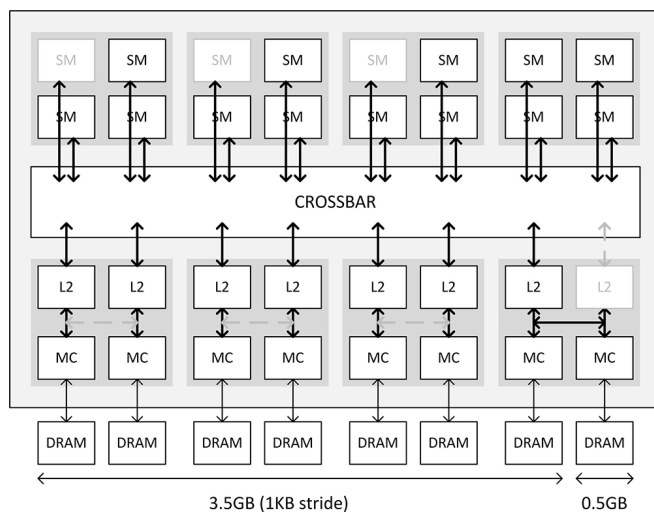 SM SM SM SM SM SM SM SM
SM SM SM SM SM SM SM SM
CROSSBAR
L2 L2 L2 L2 L2 L2 L2 L2
MC MC MC MC MC MC MC MC
DRAM DRAM DRAM DRAM DRAM DRAM DRAM DRAM
3.5GB (1KB stride) 0.5GB